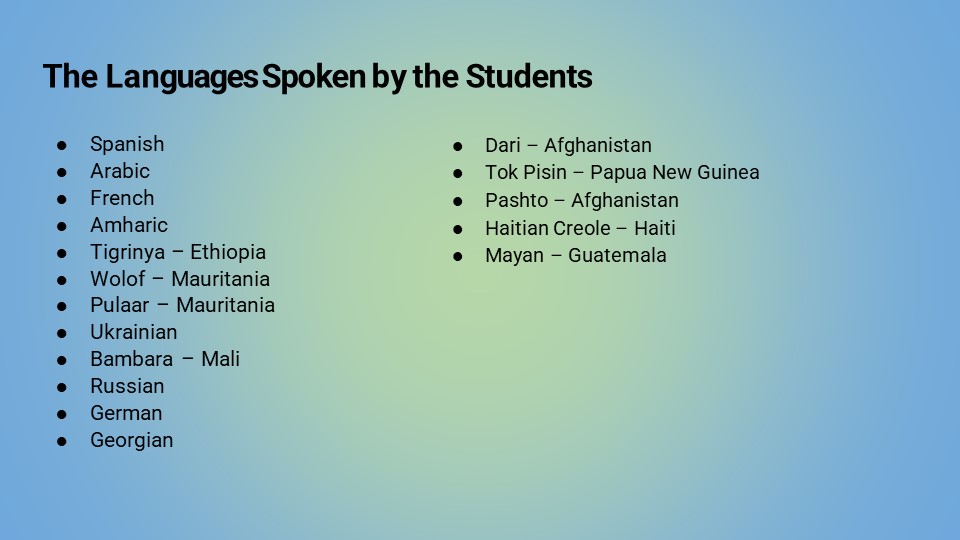 The Languages Spoken by the Students
● Spanish
● Arabic
● French
● Amharic
● Tigrinya – Ethiopia
● Wolof – Mauritania
● Pulaar – Mauritania
● Ukrainian
● Bambara – Mali
● Russian
● German
● Georgian
● Dari – Afghanistan
● Tok Pisin – Papua New Guinea
● Pashto – Afghanistan
● Haitian Creole – Haiti
● Mayan – Guatemala